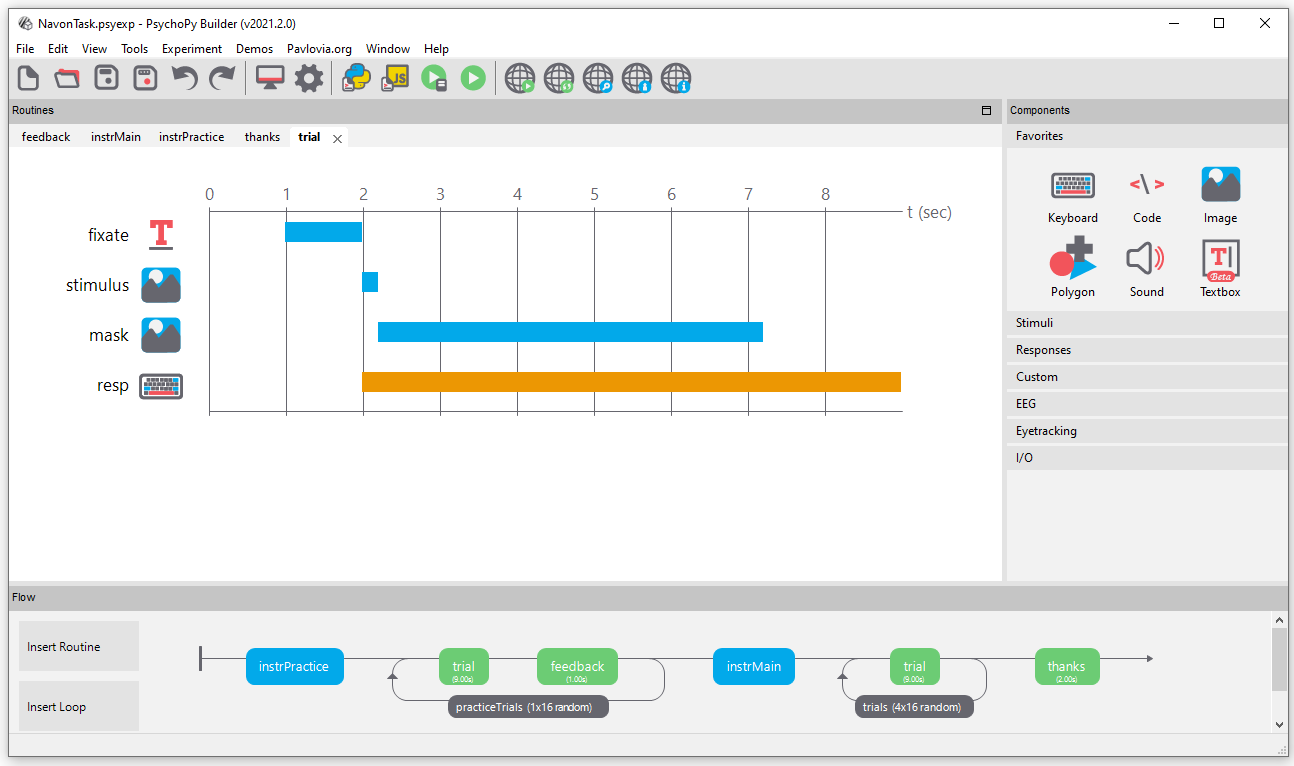 NavonTask.psyexp - PsychoPy Builder (v2021.2.0)
File Edit View Tools Experiment Demos Pavlovia.org Window Help
JS
Routines
feedback instrMain instrPractice thanks trial
0 1 2 3 4 5 6 7 8
t (sec)
fixate T
stimulus
mask
resp
Components
Favorites
Keyboard Code Image
T Beta
Polygon Sound Textbox
Stimuli
Responses
Custom
EEG
Eyetracking
I/O
Flow
Insert Routine
Insert Loop
instrPractice trial feedback instrMain trial thanks
(9.00s) (1.00s) (9.00s) (2.00s)
practiceTrials (1x16 random) trials (4x16 random)